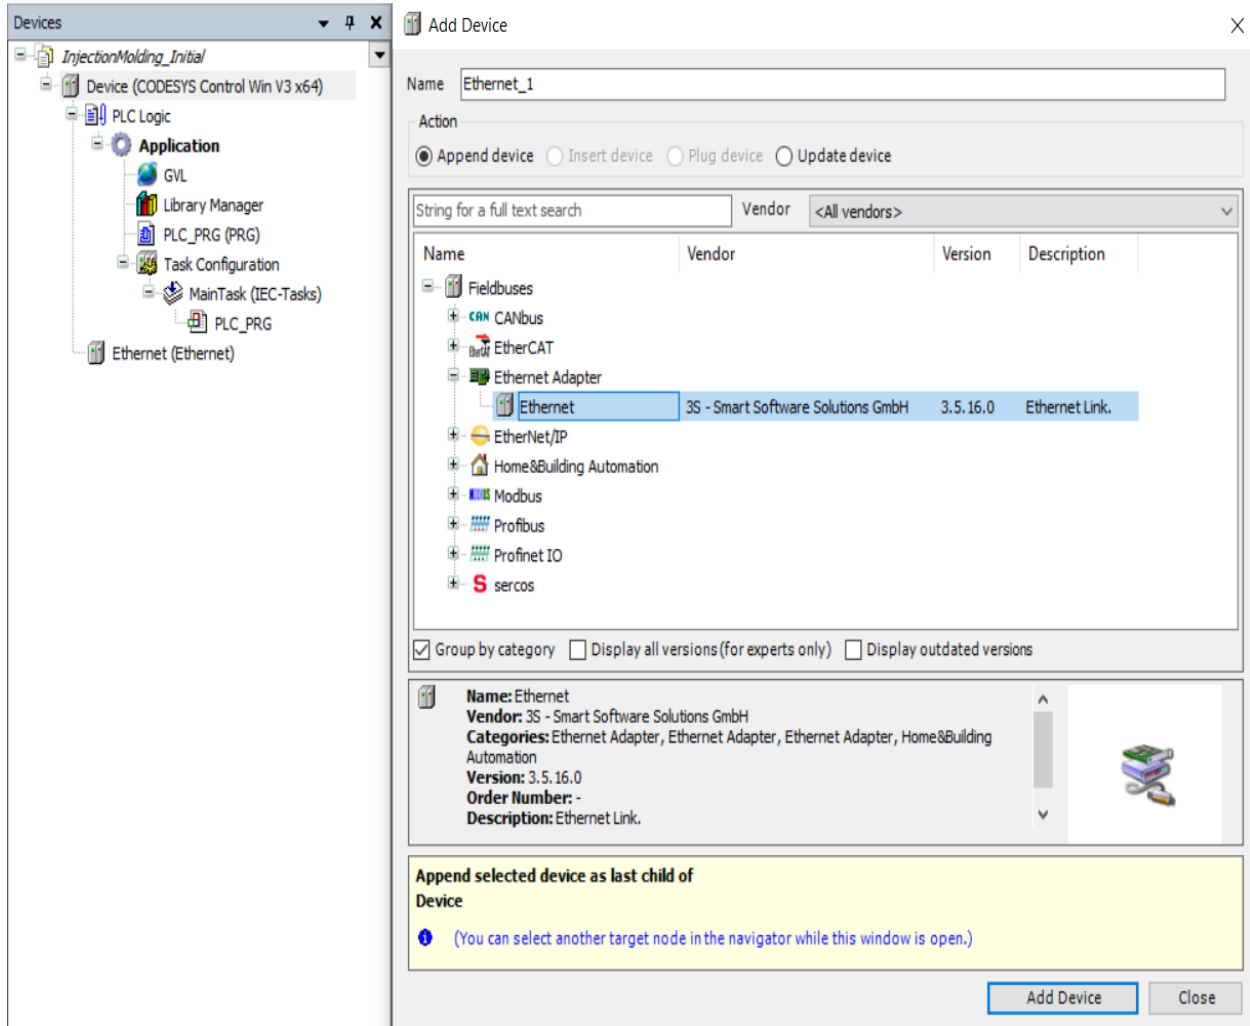 Devices
InjectionMolding_Initial
Device (CODESYS Control Win V3 x64)
PLC Logic
Application
GVL
Library Manager
PLC_PRG (PRG)
Task Configuration
MainTask (IEC-Tasks)
PLC_PRG
Ethernet (Ethernet)
Add Device
Name Ethernet_1
Action
Append device Insert device Plug device Update device
String for a full text search Vendor <All vendors>
Name Vendor Version Description
Fieldbuses
CAN CANbus
EtherCAT
Ethernet Adapter
Ethernet 3S - Smart Software Solutions GmbH 3.5.16.0 Ethernet Link.
EtherNet/IP
Home&Building Automation
Modbus
Profibus
Profinet IO
S sercos
Group by category Display all versions (for experts only) Display outdated versions
Name: Ethernet
Vendor: 3S - Smart Software Solutions GmbH
Categories: Ethernet Adapter, Ethernet Adapter, Ethernet Adapter, Home&Building
Automation
Version: 3.5.16.0
Order Number: -
Description: Ethernet Link.
Append selected device as last child of
Device
(You can select another target node in the navigator while this window is open.)
Add Device Close